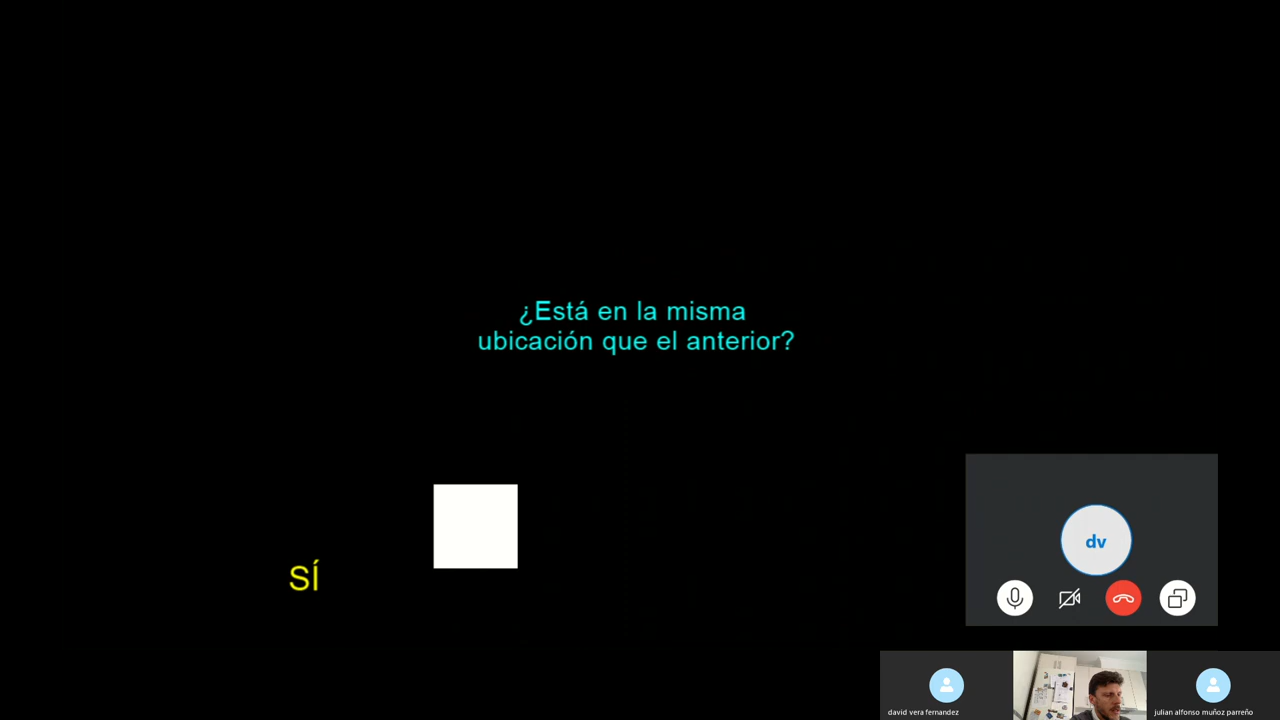 ¿Está en la misma
ubicación que el anterior?
SÍ
dv
david vera fernandez
julian alfonso muñoz parreño